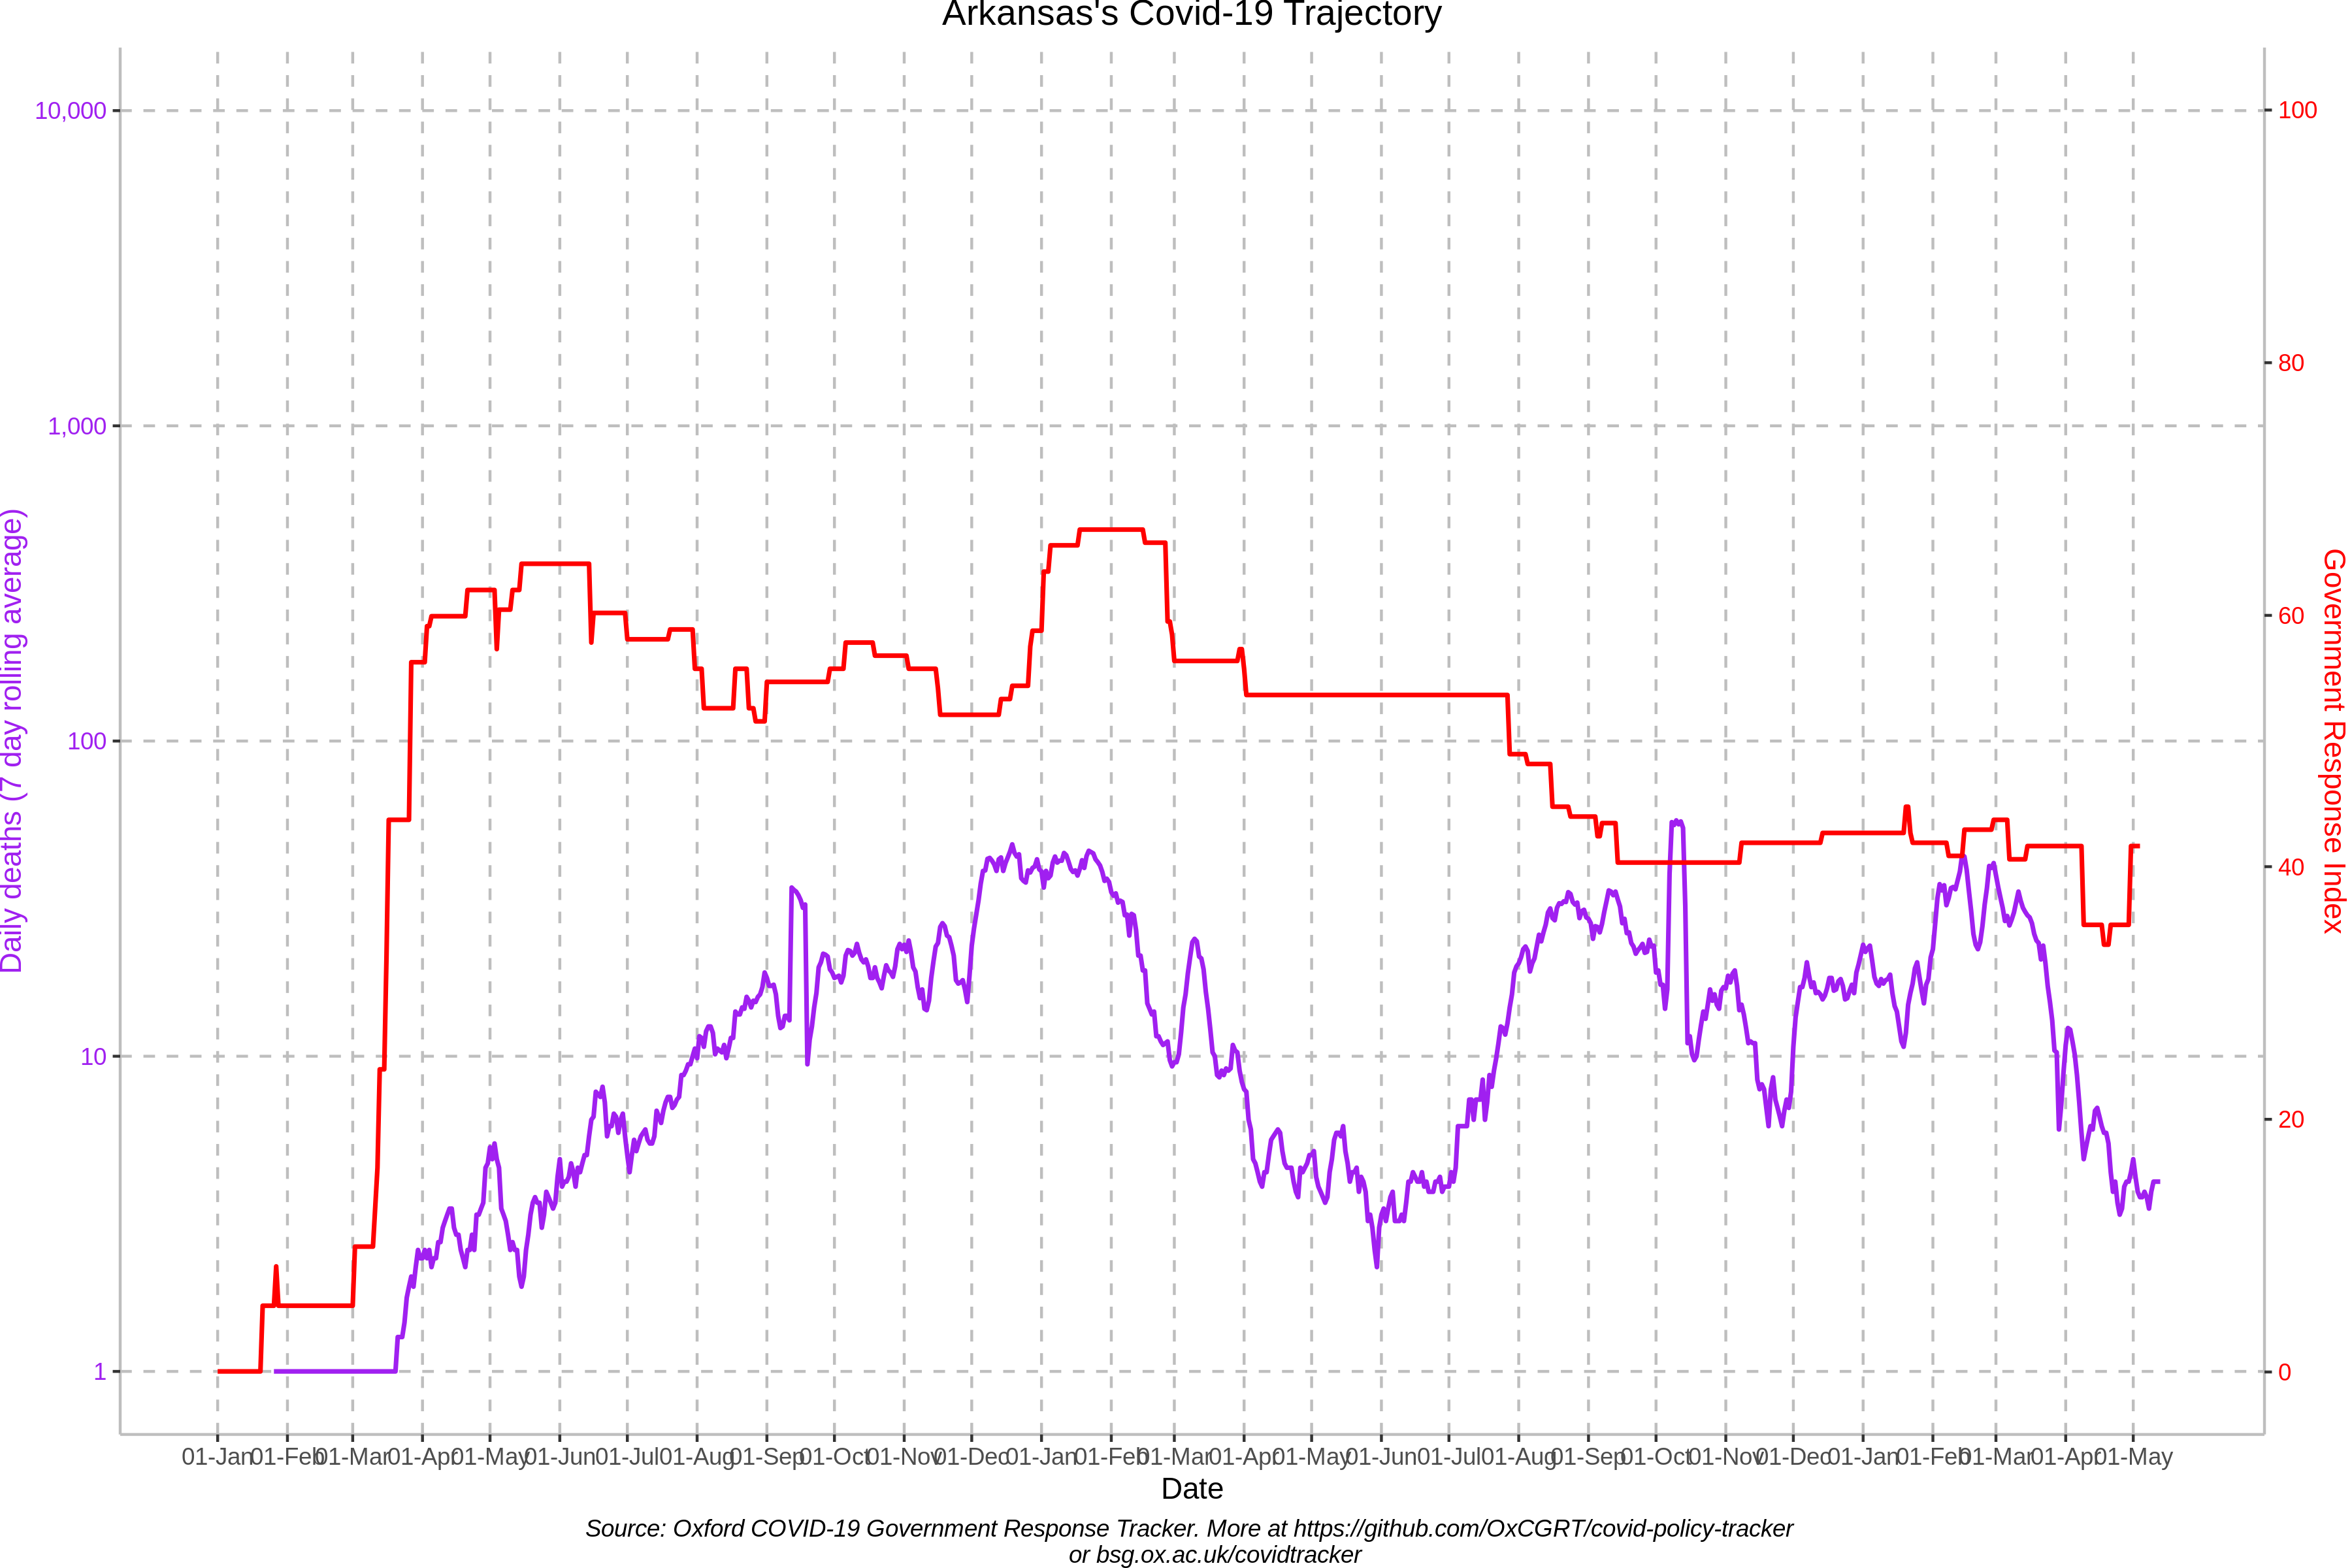 Arkansas's Covid-19 Trajectory
10,000
1,000
100
10
1
Daily deaths (7 day rolling average)
100
80
60
40
20
0
Government Response Index
01-Jan 01-Feb 01-Mar 01-Apr 01-May 01-Jun 01-Jul 01-Aug 01-Sep 01-Oct 01-Nov 01-Dec 01-Jan 01-Feb 01-Mar 01-Apr 01-May 01-Jun 01-Jul 01-Aug 01-Sep 01-Oct 01-Nov 01-Dec 01-Jan 01-Feb 01-Mar 01-Apr 01-May
Date
Source: Oxford COVID-19 Government Response Tracker. More at https://github.com/OxCGRT/covid-policy-tracker
or bsg.ox.ac.uk/covidtracker